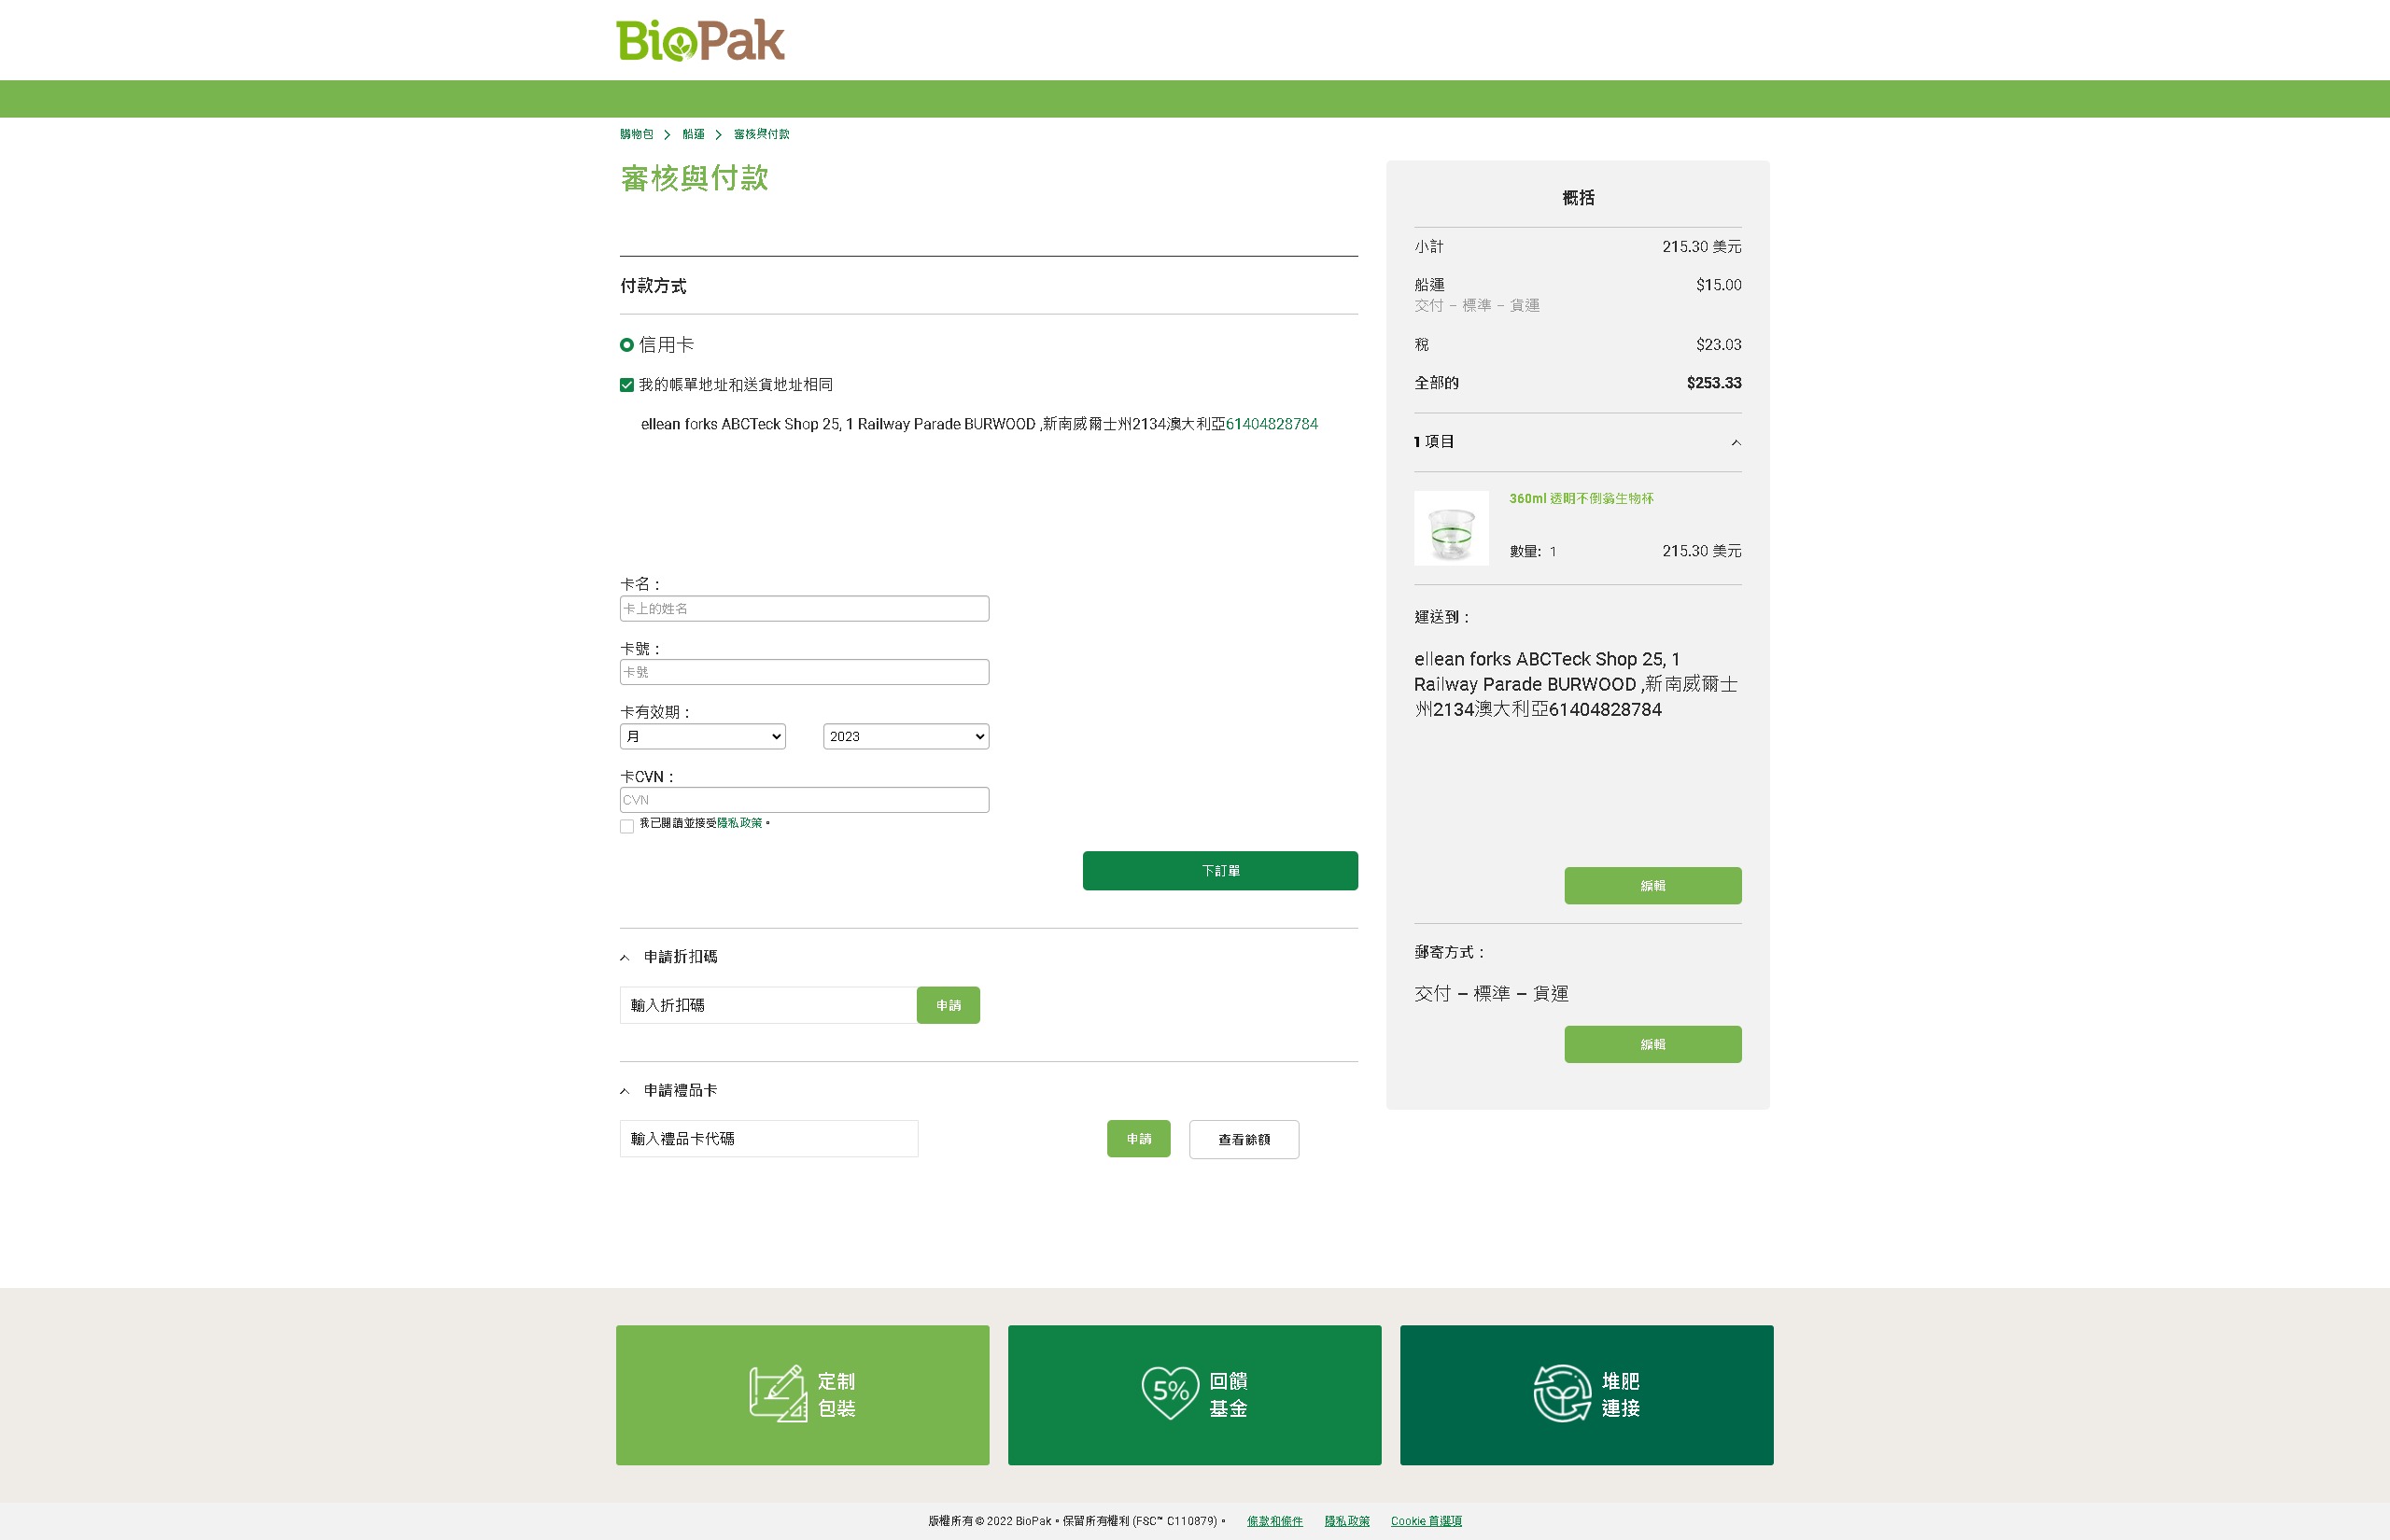 BioPak
購物包 > 船運 > 審核與付款
審核與付款
付款方式
信用卡
我的帳單地址和送貨地址相同
ellean forks ABCTeck Shop 25, 1 Railway Parade BURWOOD ,新南威爾士州2134澳大利亞61404828784
卡名：
卡上的姓名
卡號：
卡號
卡有效期：
月 2023
卡CVN：
CVN
我已閱讀並接受隱私政策。
下訂單
申請折扣碼
輸入折扣碼 申請
申請禮品卡
輸入禮品卡代碼 申請 查看餘額
概括
小計 215.30 美元
船運 $15.00
交付 – 標準 – 貨運
稅 $23.03
全部的 $253.33
1 項目
360ml 透明不倒翁生物杯
數量: 1 215.30 美元
運送到：
ellean forks ABCTeck Shop 25, 1
Railway Parade BURWOOD ,新南威爾士
州2134澳大利亞61404828784
編輯
郵寄方式：
交付 – 標準 – 貨運
編輯
定制
包裝
5%
回饋
基金
堆肥
連接
版權所有 © 2022 BioPak。保留所有權利 (FSC™ C110879)。 條款和條件 隱私政策 Cookie 首選項